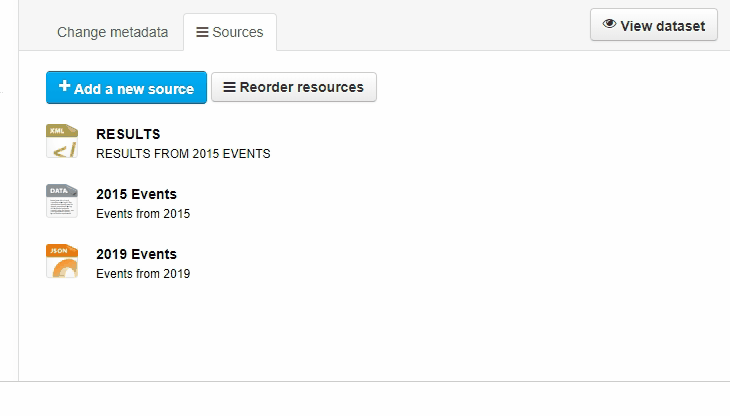 Change metadata
Sources
View dataset
Add a new source
Reorder resources
XML
RESULTS
RESULTS FROM 2015 EVENTS
DATA
2015 Events
Events from 2015
JSON
2019 Events
Events from 2019